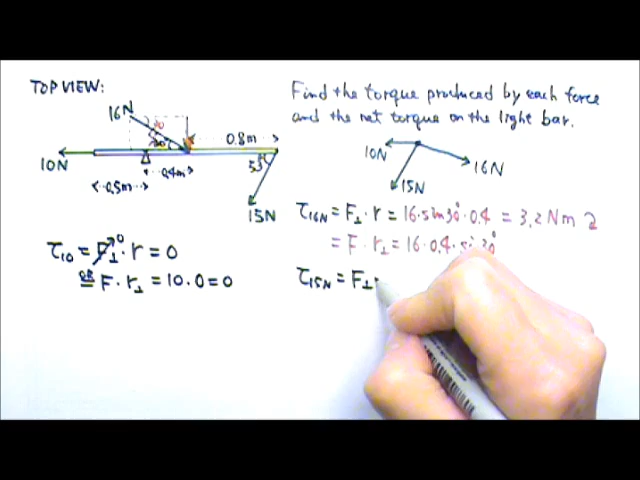 TOP VIEW:
16N
30
30°
0.8m
10N
0.4m
53°
0.5m
15N
Find the torque produced by each force
and the net torque on the light bar.
10N
16N
15N
τ10 = F⊥ 0 · r = 0
OR = F · r⊥ = 10 · 0 = 0
τ16N = F⊥ · r = 16 · sin30° · 0.4 = 3.2 Nm
= F · r⊥ = 16 · 0.4 · sin30°
τ15N = F⊥ ·